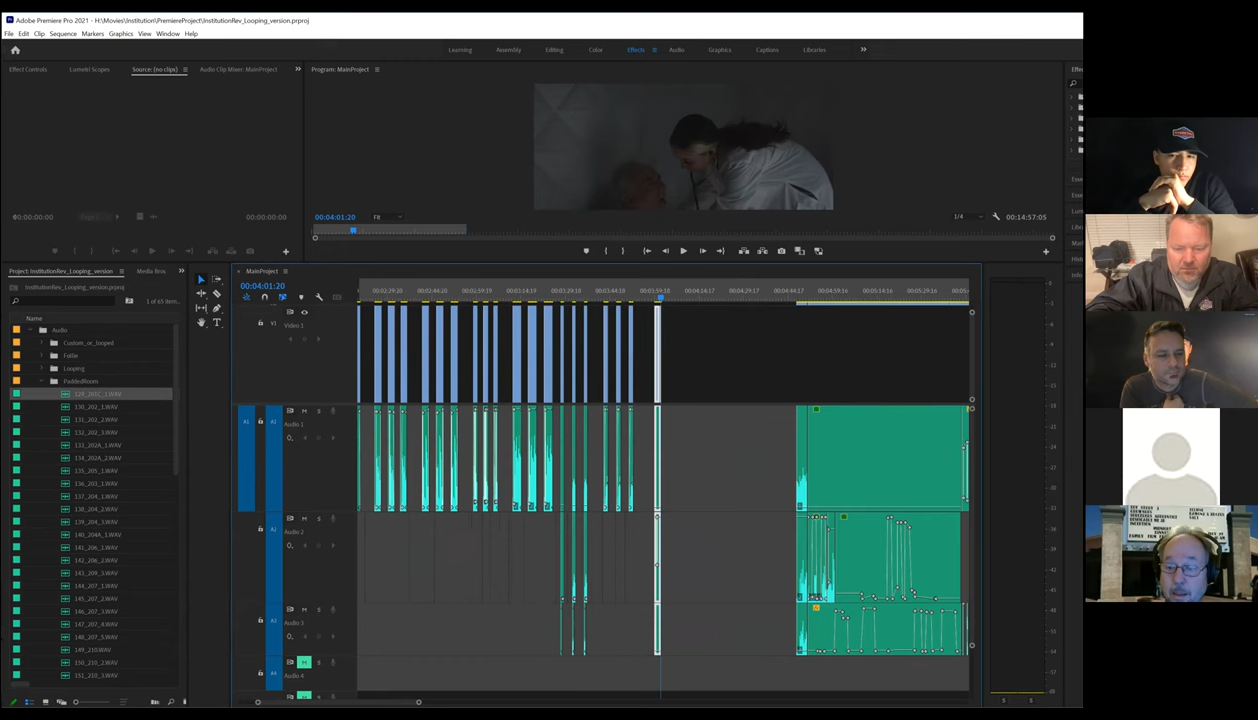 Adobe Premiere Pro 2021 - H:\Movies\Institution\PremiereProject\InstitutionRev_Looping_version.prproj
File Edit Clip Sequence Markers Graphics View Window Help
Learning Assembly Editing Color Effects Audio Graphics Captions Libraries
Effect Controls Lumetri Scopes Source: (no clips) Audio Clip Mixer: MainProject
Program: MainProject
00:00:00:00
00:00:00:00
00:04:01:20
Fit
1/4
00:14:57:05
Project: InstitutionRev_Looping_version
Media Bros
InstitutionRev_Looping_version.prproj
1 of 65 item...
Name
Audio
Custom_or_looped
Follie
Looping
PaddedRoom
129_201C_1.WAV
130_202_1.WAV
131_202_2.WAV
132_202_3.WAV
133_202A_1.WAV
134_202A_2.WAV
135_205_1.WAV
136_203_1.WAV
137_204_1.WAV
138_204_2.WAV
139_204_3.WAV
140_204A_1.WAV
141_206_1.WAV
142_206_2.WAV
143_209_3.WAV
144_207_1.WAV
145_207_2.WAV
146_207_3.WAV
147_207_4.WAV
148_207_5.WAV
149_210.WAV
150_210_2.WAV
151_210_3.WAV
MainProject
00:04:01:20
00:02:29:20 00:02:44:20 00:02:59:19 00:03:14:19 00:03:29:18 00:03:44:18 00:03:59:18 00:04:14:17 00:04:29:17 00:04:44:17 00:04:59:16 00:05:14:16 00:05:29:16
V1 Video 1
A1 A1 M S
Audio 1
A2 M S
Audio 2
A3 M S
Audio 3
A4 M S
Audio 4
S S